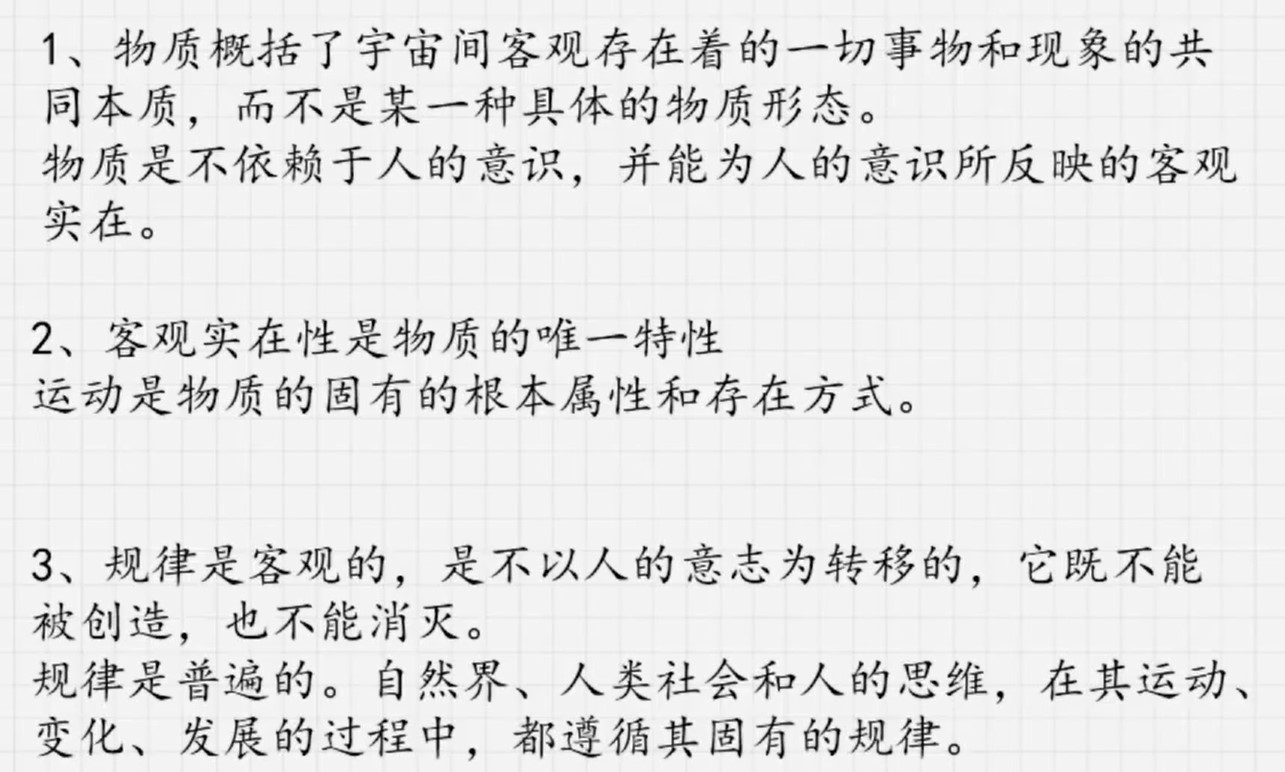 1、物质概括了宇宙间客观存在着的一切事物和现象的共
同本质，而不是某一种具体的物质形态。
物质是不依赖于人的意识，并能为人的意识所反映的客观
实在。
2、客观实在性是物质的唯一特性
运动是物质的固有的根本属性和存在方式。
3、规律是客观的，是不以人的意志为转移的，它既不能
被创造，也不能消灭。
规律是普遍的。自然界、人类社会和人的思维，在其运动、
变化、发展的过程中，都遵循其固有的规律。